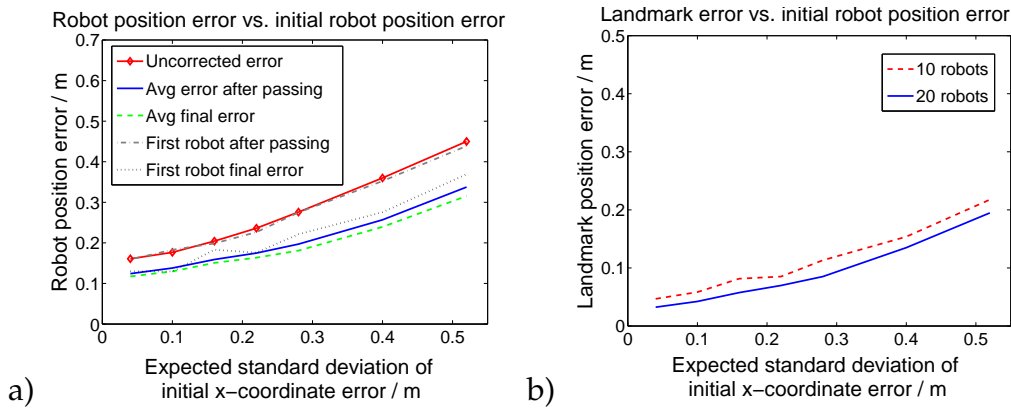 Robot position error vs. initial robot position error
0.7
0.6
0.5
0.4
0.3
0.2
0.1
0
Robot position error / m
Uncorrected error
Avg error after passing
Avg final error
First robot after passing
First robot final error
0 0.1 0.2 0.3 0.4 0.5
Expected standard deviation of
initial x−coordinate error / m
a)
Landmark error vs. initial robot position error
0.5
0.4
0.3
0.2
0.1
0
Landmark position error / m
10 robots
20 robots
0 0.1 0.2 0.3 0.4 0.5
Expected standard deviation of
initial x−coordinate error / m
b)